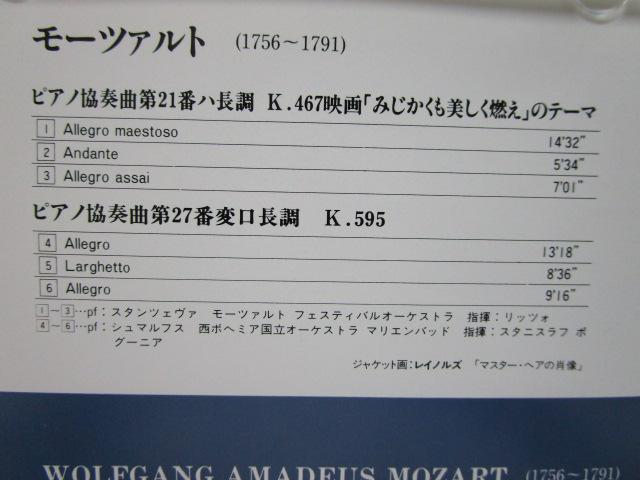 モーツァルト (1756~1791)
ピアノ協奏曲第21番ハ長調 K.467映画「みじかくも美しく燃え」のテーマ
1 Allegro maestoso 14'32"
2 Andante 5'34"
3 Allegro assai 7'01"
ピアノ協奏曲第27番変ロ長調 K.595
4 Allegro 13'18"
5 Larghetto 8'36"
6 Allegro 9'16"
1~3…pf:スタンツェヴァ モーツァルト フェスティバルオーケストラ 指揮:リッツォ
4~6…pf:シュマルフス 西ボヘミア国立オーケストラ マリエンバッド 指揮:スタニスラフ ボ
グーニア
ジャケット画:レイノルズ 「マスター・ヘアの肖像」
WOLFGANG AMADEUS MOZART (1756~1791)